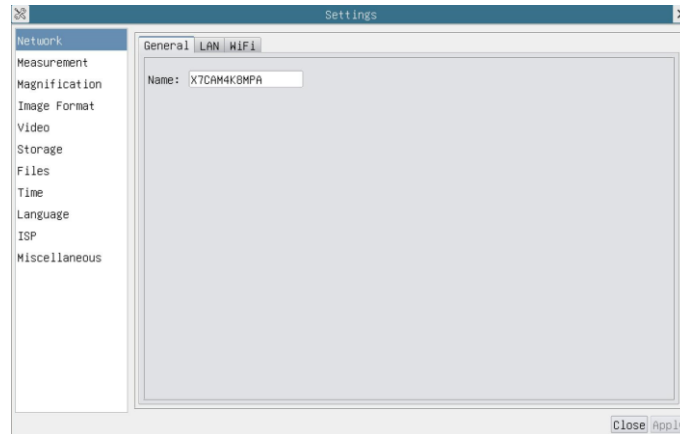 Settings
Network
Measurement
Magnification
Image Format
Video
Storage
Files
Time
Language
ISP
Miscellaneous
General LAN WiFi
Name: X7CAM4K8MPA
Close Appl